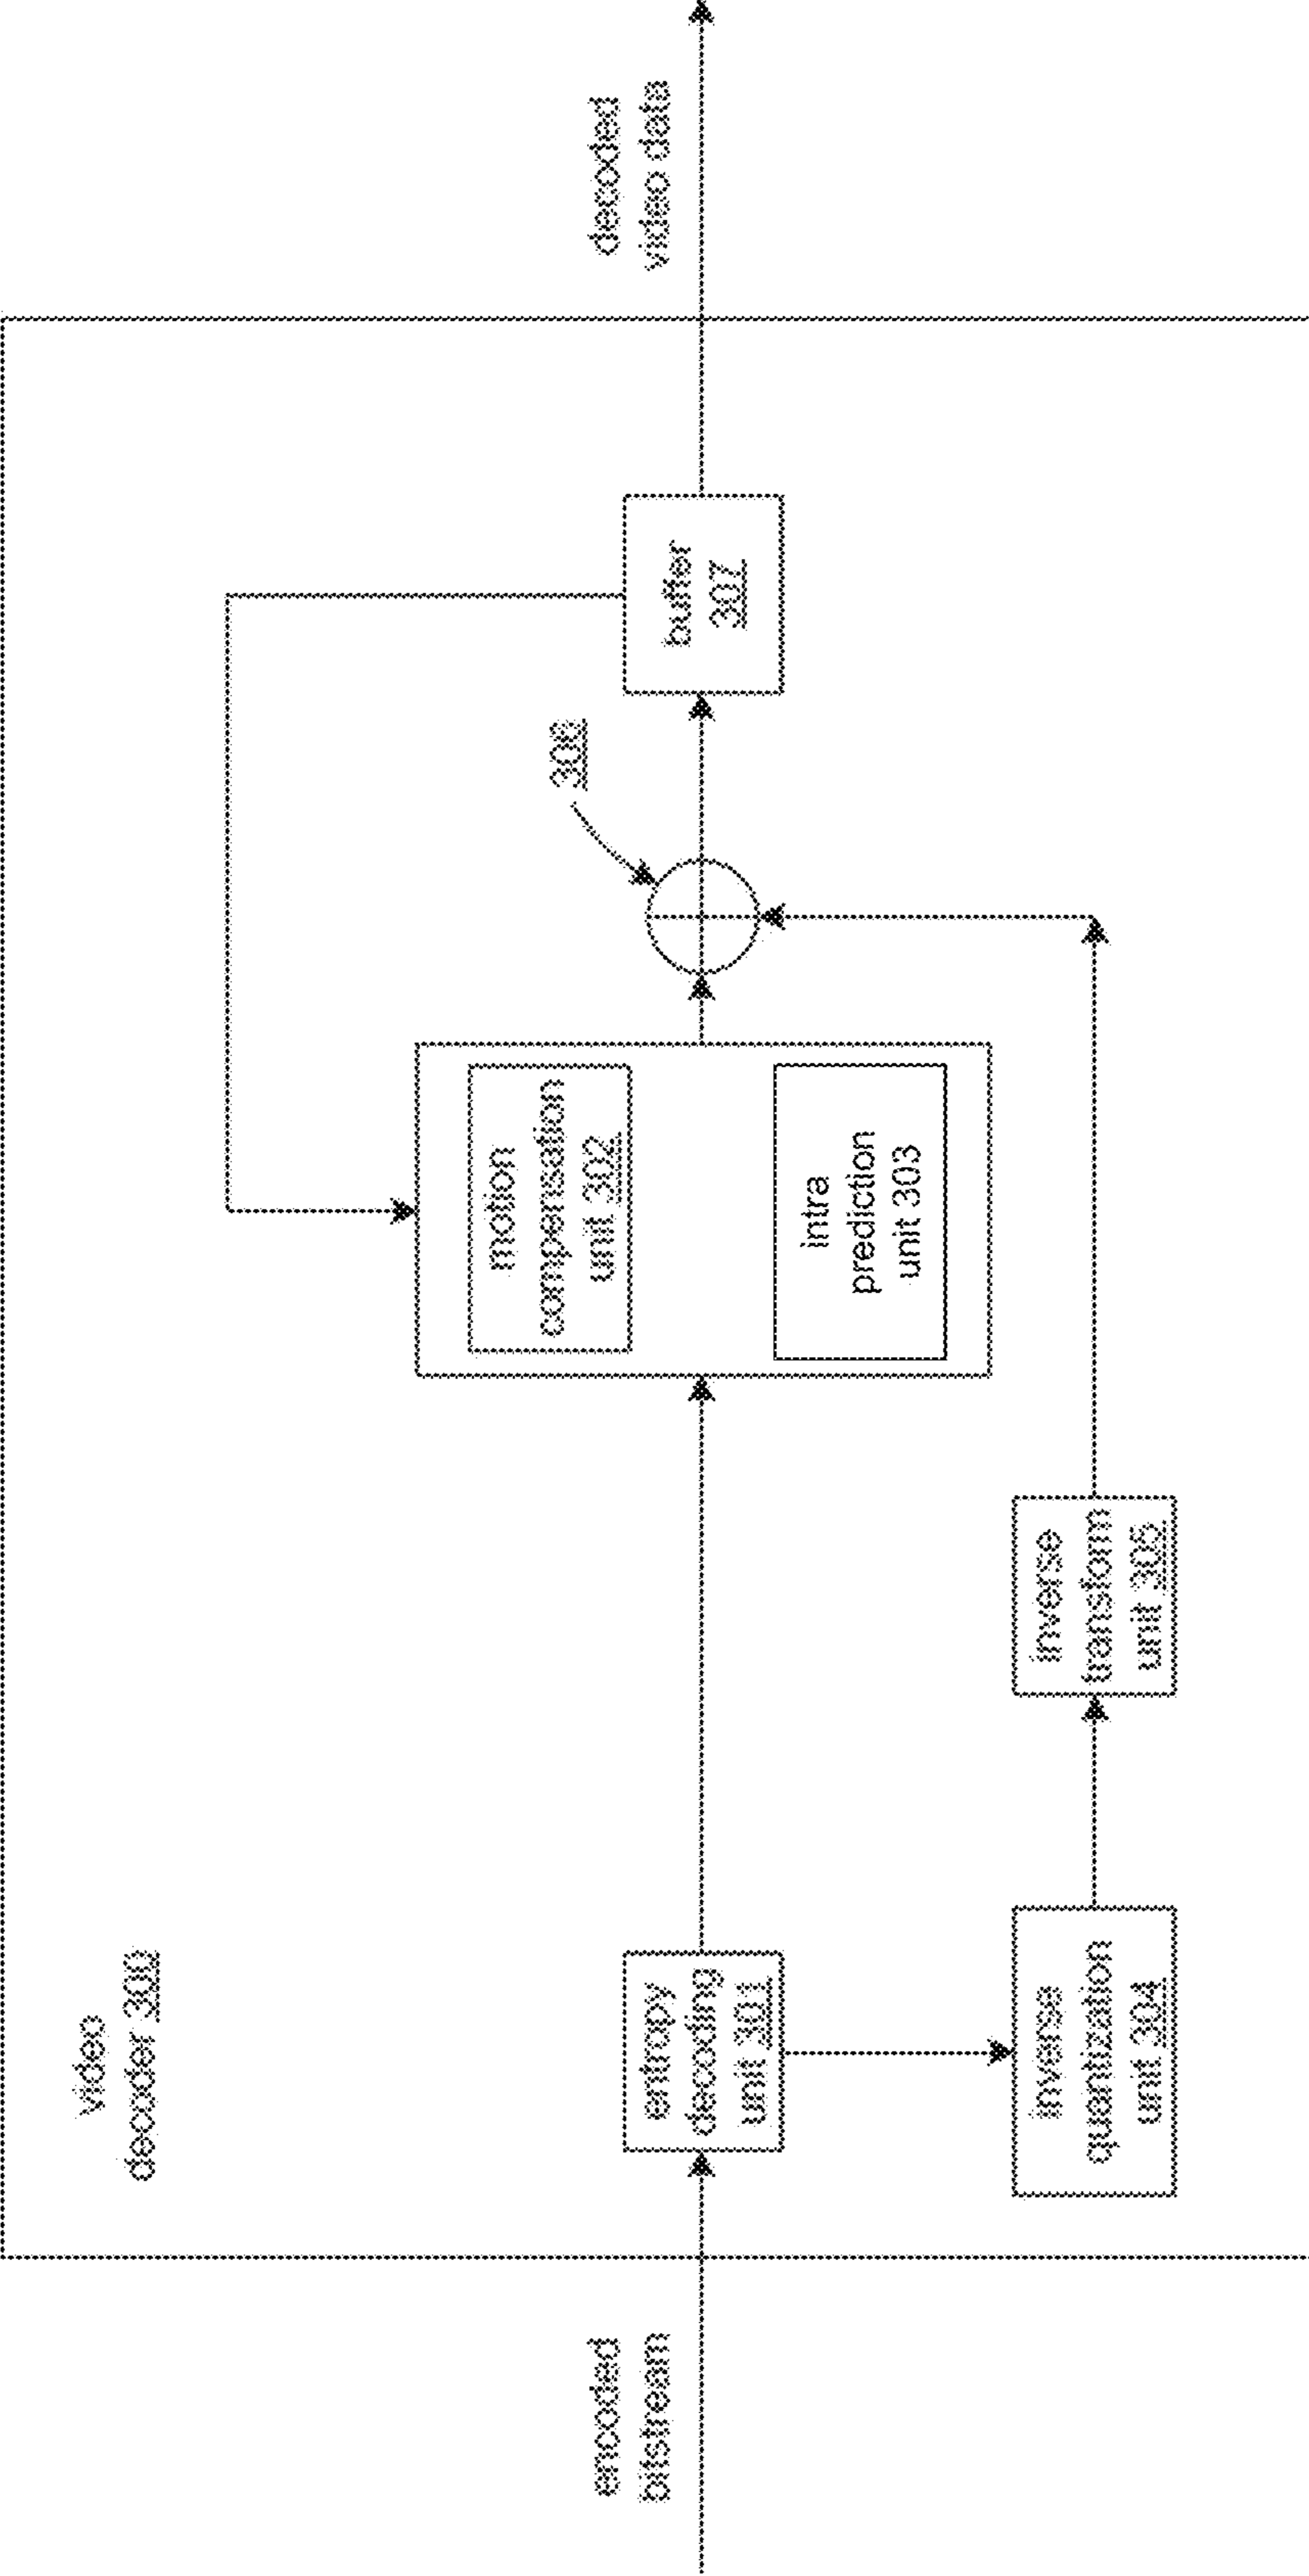 video
decoder 300
encoded
bitstream
entropy
decoding
unit 301
inverse
quantization
unit 304
inverse
transform
unit 305
motion
compensation
unit 302
intra
prediction
unit 303
306
buffer
307
decoded
video data